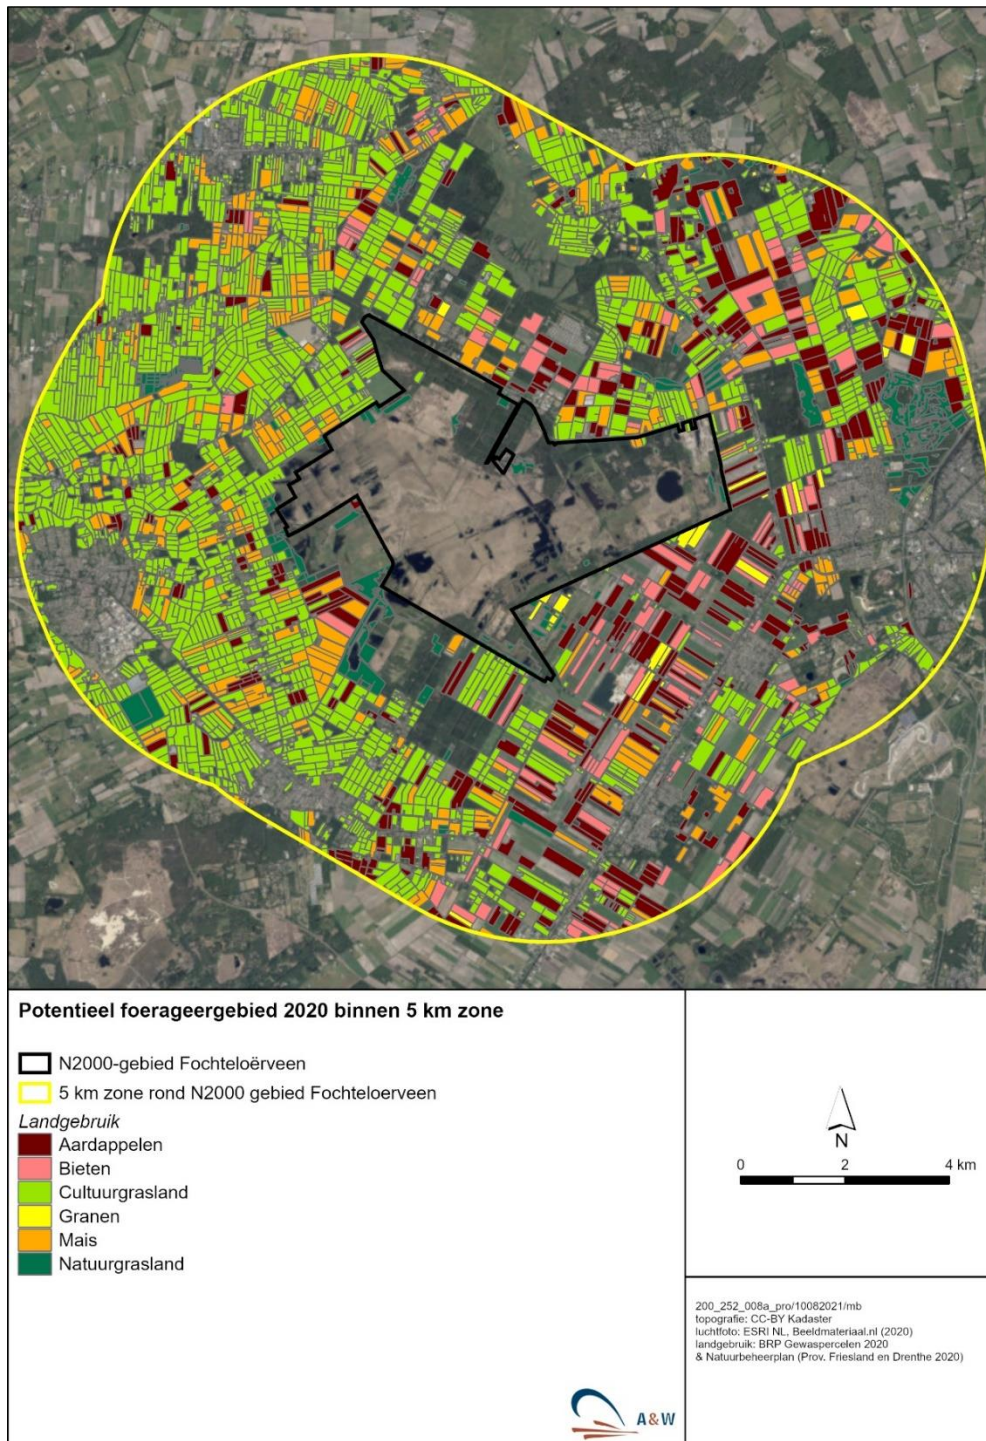 Potentieel foerageergebied 2020 binnen 5 km zone
N2000-gebied Fochteloërveen
5 km zone rond N2000 gebied Fochteloerveen
Landgebruik
Aardappelen
Bieten
Cultuurgrasland
Granen
Mais
Natuurgrasland
N
0 2 4 km
200_252_008a_pro/10082021/mb
topografie: CC-BY Kadaster
luchtfoto: ESRI NL, Beeldmateriaal.nl (2020)
landgebruik: BRP Gewaspercelen 2020
& Natuurbeheerplan (Prov. Friesland en Drenthe 2020)
A&W